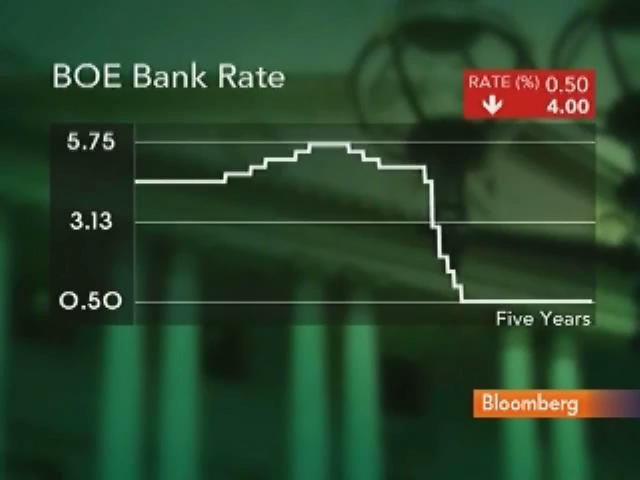 BOE Bank Rate
RATE (%) 0.50
4.00
5.75
3.13
0.50
Five Years
Bloomberg